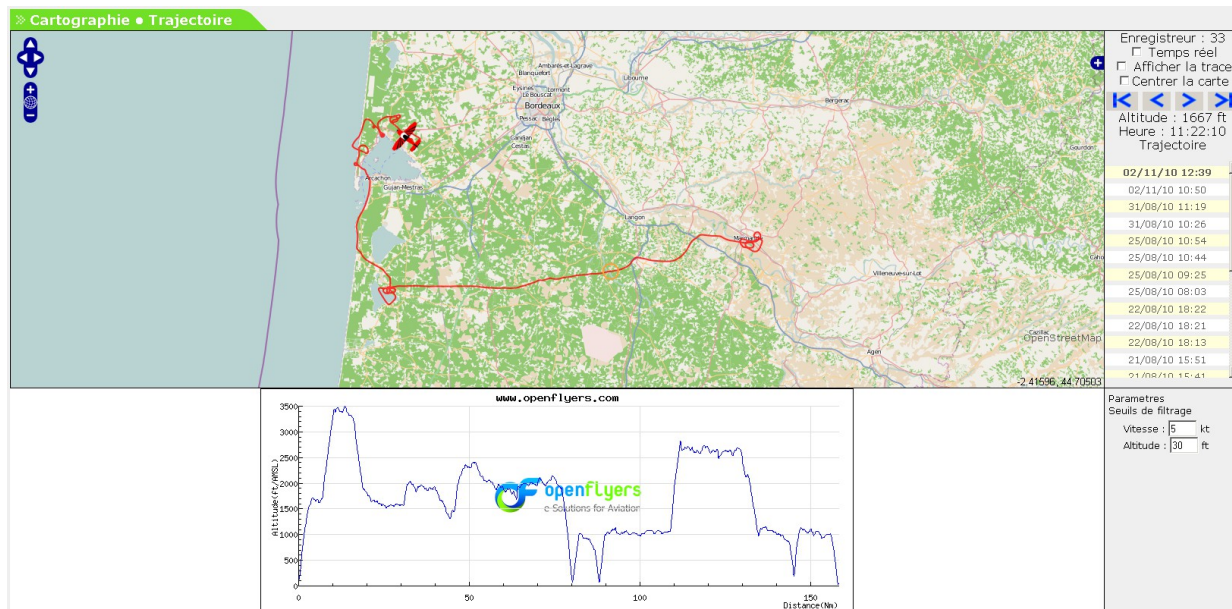 » Cartographie • Trajectoire
Ambarès-et-Lagrave
Blanquefort
Libourne
Eysines
Lormont
Le Bouscat
Bordeaux
Pessac
Bègles
Cestas
Bergerac
Gourdon
Arcachon
Gujan-Mestras
Langon
Villeneuve-sur-Lot
Agen
OpenStreetMap
-2.41596, 44.70503
Enregistreur : 33
Temps réel
Afficher la trace
Centrer la carte
Altitude : 1667 ft
Heure : 11:22:10
Trajectoire
02/11/10 12:39
02/11/10 10:50
31/08/10 11:19
31/08/10 10:26
25/08/10 10:54
25/08/10 10:44
25/08/10 09:25
25/08/10 08:03
22/08/10 18:22
22/08/10 18:21
22/08/10 18:13
21/08/10 15:51
21/08/10 15:41
Parametres
Seuils de filtrage
Vitesse : 5 kt
Altitude : 30 ft
www.openflyers.com
Altitude(ft/AMSL)
3500
3000
2500
2000
1500
1000
500
0
openflyers
e-Solutions for Aviation
0
50
100
150
Distance(Nm)